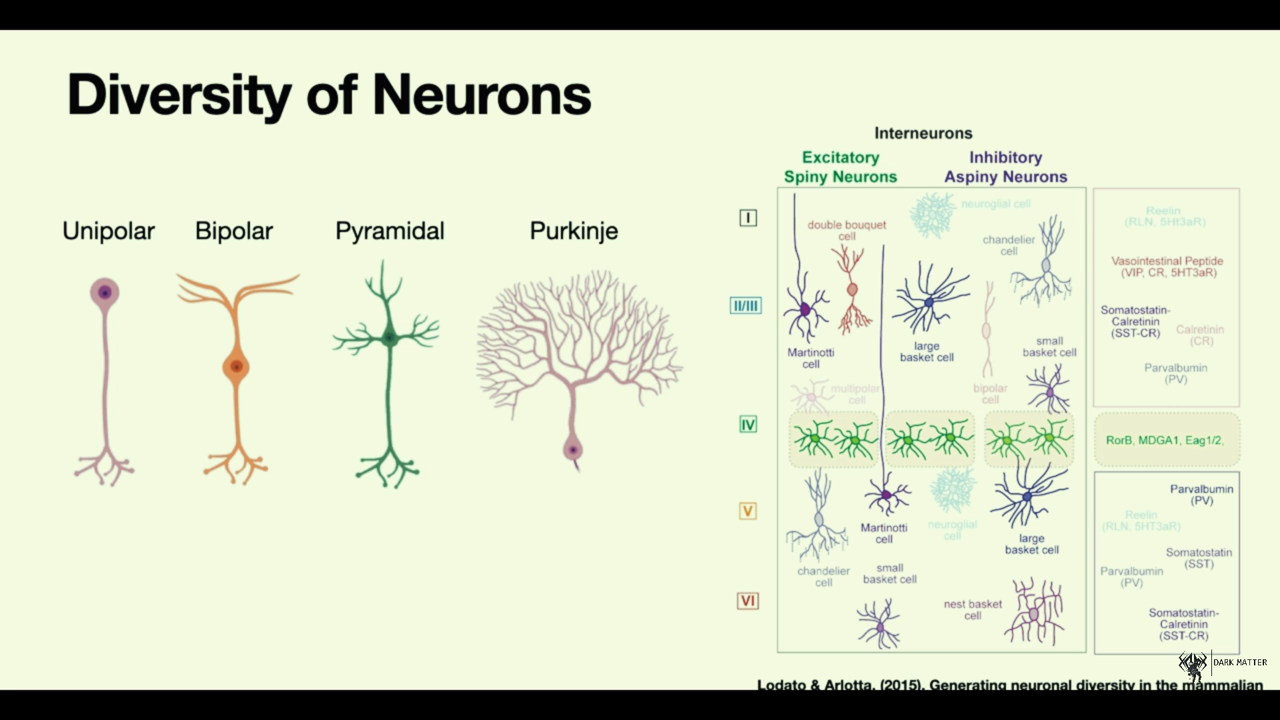 Diversity of Neurons
Unipolar
Bipolar
Pyramidal
Purkinje
Interneurons
Excitatory
Spiny Neurons
Inhibitory
Aspiny Neurons
I
II/III
IV
V
VI
neuroglial cell
double bouquet
cell
chandelier
cell
Martinotti
cell
large
basket cell
small
basket cell
multipolar
cell
bipolar
cell
Martinotti
cell
neuroglial
cell
large
basket cell
chandelier
cell
small
basket cell
nest basket
cell
Reelin
(RLN, 5Ht3aR)
Vasointestinal Peptide
(VIP, CR, 5HT3aR)
Somatostatin-
Calretinin
(SST-CR)
Calretinin
(CR)
Parvalbumin
(PV)
RorB, MDGA1, Eag1/2,
Parvalbumin
(PV)
Reelin
(RLN, 5HT3aR)
Somatostatin
(SST)
Parvalbumin
(PV)
Somatostatin-
Calretinin
(SST-CR)
DARK MATTER
Lodato & Arlotta. (2015). Generating neuronal diversity in the mammalian